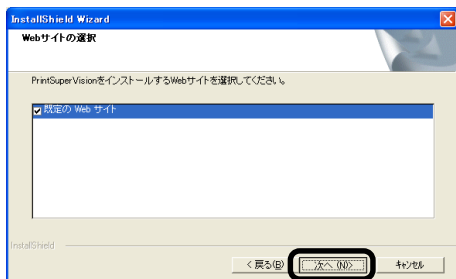 InstallShield Wizard
Webサイトの選択
PrintSuperVisionをインストールするWebサイトを選択してください。
既定の Web サイト
InstallShield
< 戻る(B) 次へ (N)> キャンセル